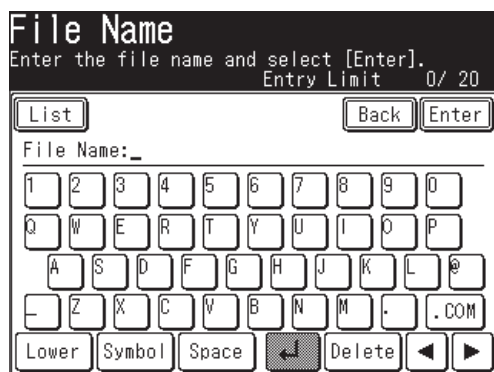 File Name
Enter the file name and select [Enter].
Entry Limit 0/ 20
List Back Enter
File Name:_
1 2 3 4 5 6 7 8 9 0
Q W E R T Y U I O P
A S D F G H J K L @
_ Z X C V B N M . .COM
Lower Symbol Space ↵ Delete ◀ ▶